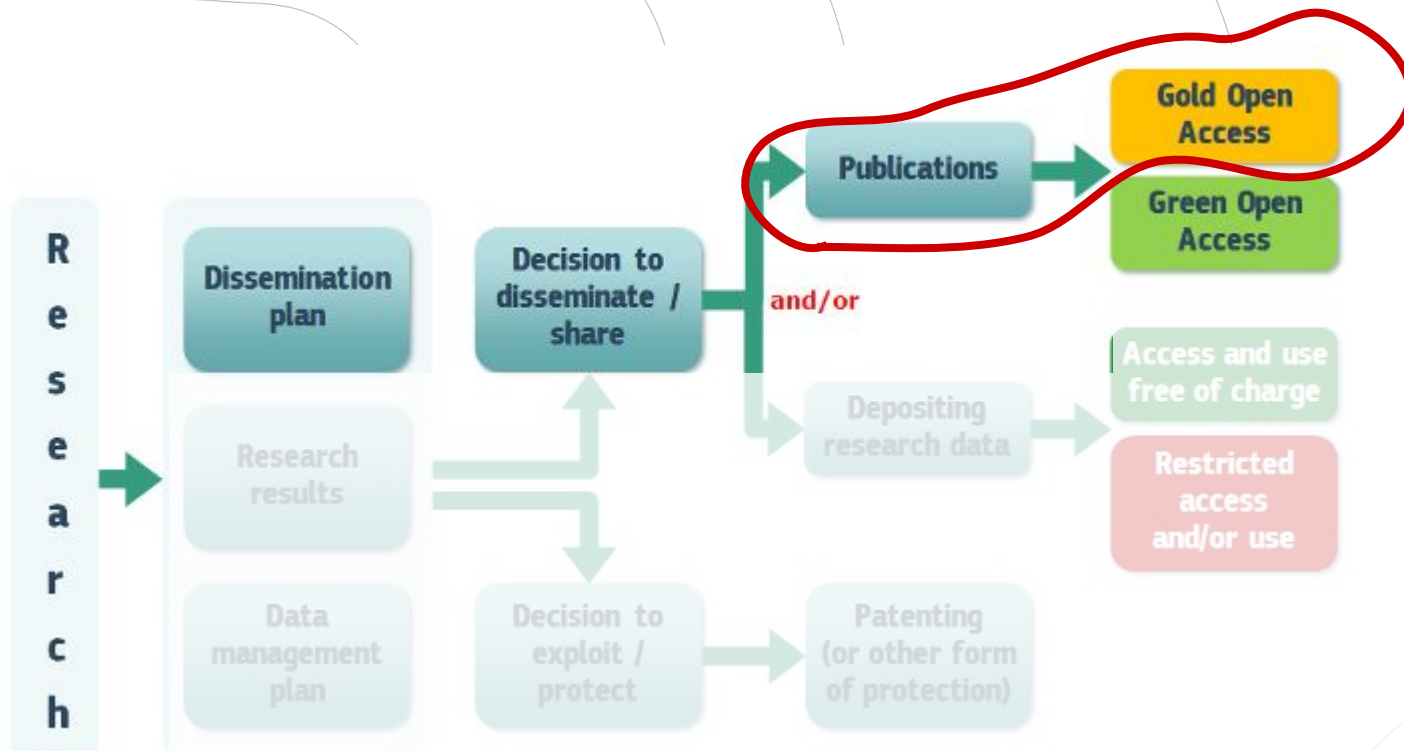 Research
Dissemination
plan
Research
results
Data
management
plan
Decision to
disseminate /
share
Decision to
exploit /
protect
and/or
Publications
Depositing
research data
Patenting
(or other form
of protection)
Gold Open
Access
Green Open
Access
Access and use
free of charge
Restricted
access
and/or use